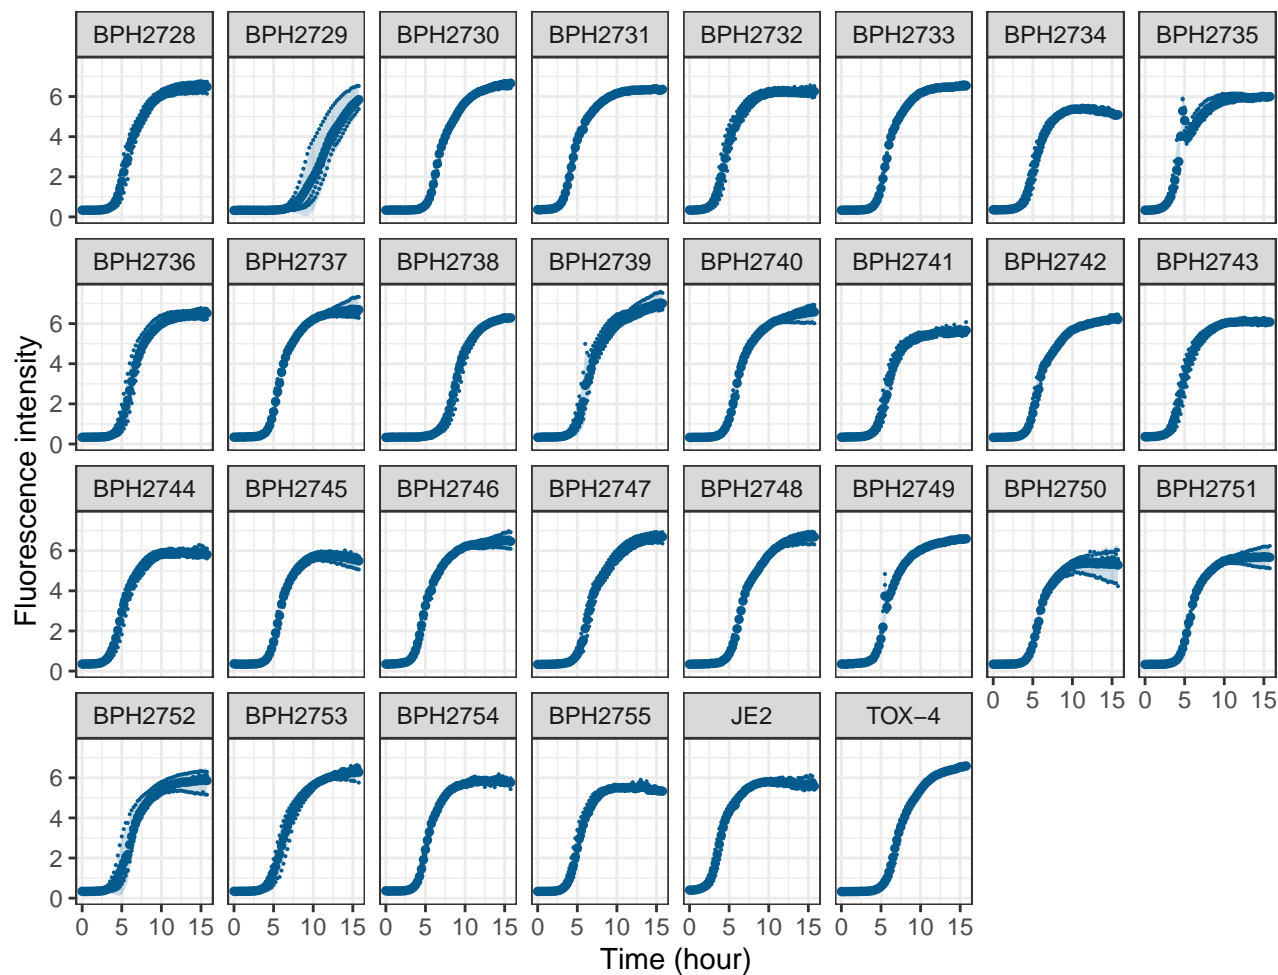 BPH2728 BPH2729 BPH2730 BPH2731 BPH2732 BPH2733 BPH2734 BPH2735
6
4
2
0
BPH2736 BPH2737 BPH2738 BPH2739 BPH2740 BPH2741 BPH2742 BPH2743
6
4
2
0
BPH2744 BPH2745 BPH2746 BPH2747 BPH2748 BPH2749 BPH2750 BPH2751
6
4
2
0
0 5 10 15 0 5 10 15
BPH2752 BPH2753 BPH2754 BPH2755 JE2 TOX−4
6
4
2
0
0 5 10 15 0 5 10 15 0 5 10 15 0 5 10 15 0 5 10 15 0 5 10 15
Time (hour)
Fluorescence intensity